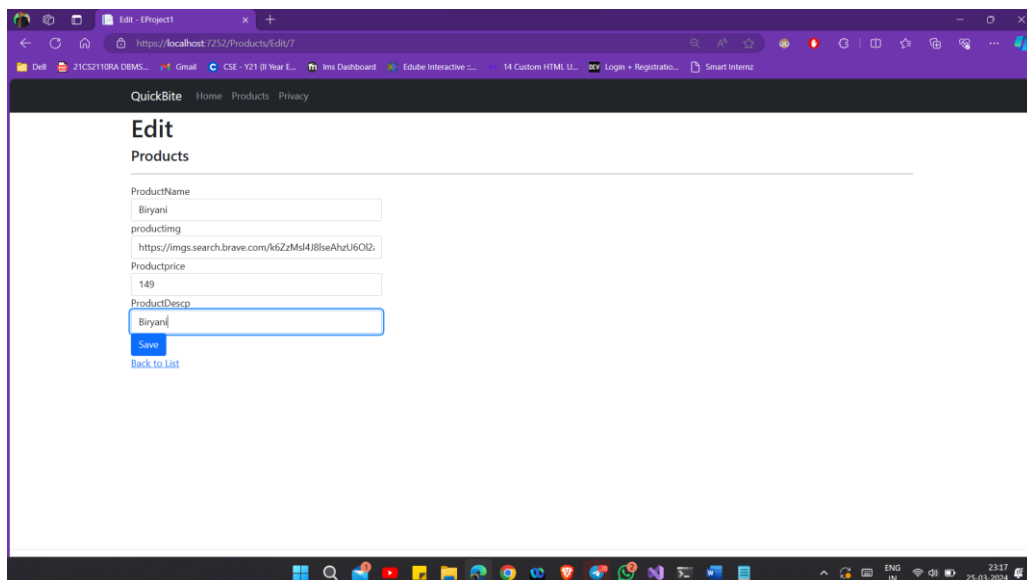 Edit - EProject1
https://localhost:7252/Products/Edit/7
Dell 21CS2110RA DBMS... Gmail CSE - Y21 (II Year E... Ims Dashboard Edube Interactive ::... 14 Custom HTML U... DEV Login + Registratio... Smart Internz
QuickBite Home Products Privacy
Edit
Products
ProductName
Biryani
productimg
https://imgs.search.brave.com/k6ZzMsl4J8lseAhzU6Ol2
Productprice
149
ProductDescp
Biryani
Save
Back to List
ENG
IN
23:17
25-03-2024